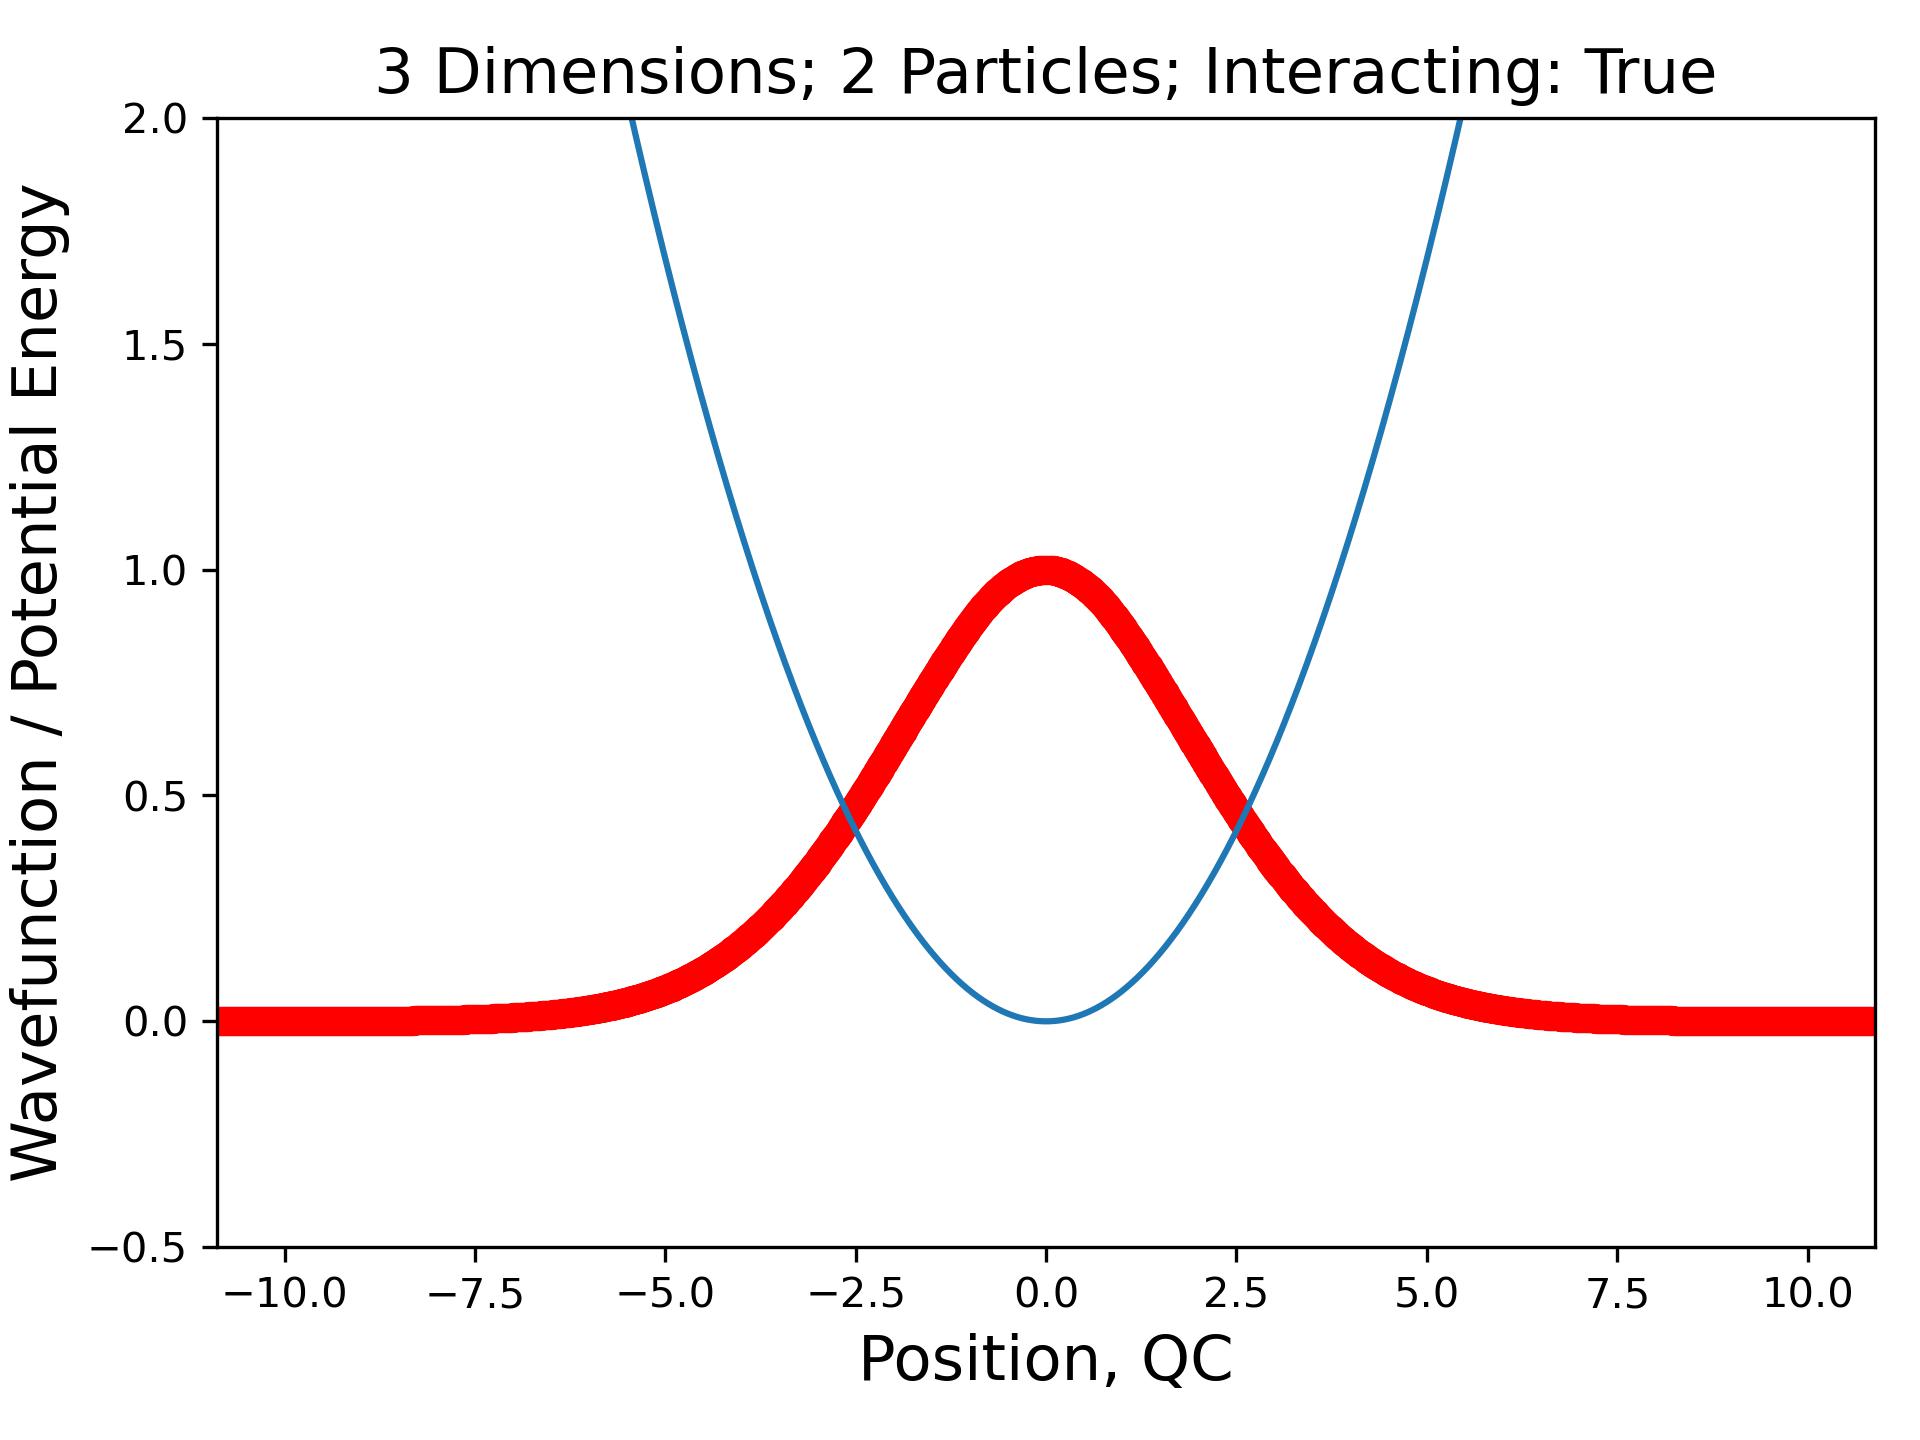 3 Dimensions; 2 Particles; Interacting: True
Wavefunction / Potential Energy
2.0
1.5
1.0
0.5
0.0
−0.5
−10.0 −7.5 −5.0 −2.5 0.0 2.5 5.0 7.5 10.0
Position, QC